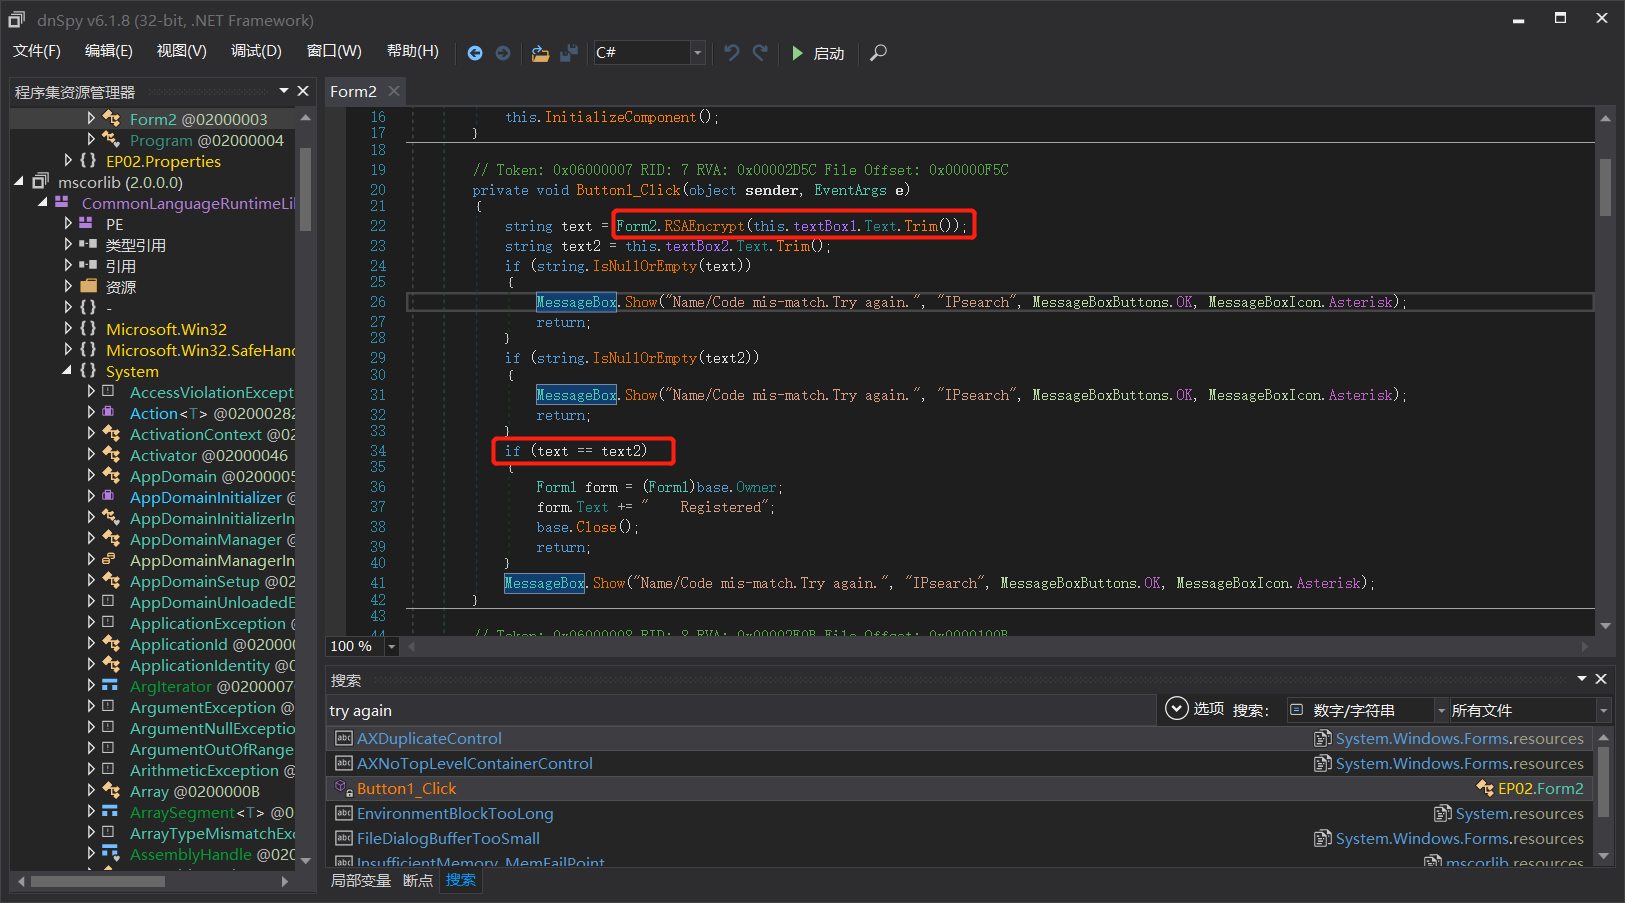 dnSpy v6.1.8 (32-bit, .NET Framework)
文件(F) 编辑(E) 视图(V) 调试(D) 窗口(W) 帮助(H) C# 启动
程序集资源管理器
Form2 @02000003
Program @02000004
{ } EP02.Properties
mscorlib (2.0.0.0)
CommonLanguageRuntimeLi
PE
类型引用
引用
资源
{ } -
{ } Microsoft.Win32
{ } Microsoft.Win32.SafeHand
{ } System
AccessViolationExcept
Action<T> @02000282
ActivationContext @02
Activator @02000046
AppDomain @0200005
AppDomainInitializer @
AppDomainInitializerIn
AppDomainManager @
AppDomainManagerIn
AppDomainSetup @02
AppDomainUnloadedE
ApplicationException @
ApplicationId @02000
ApplicationIdentity @0
ArgIterator @0200007
ArgumentException @
ArgumentNullExceptio
ArgumentOutOfRange
ArithmeticException @
Array @0200000B
ArraySegment<T> @0
ArrayTypeMismatchExc
AssemblyHandle @020
Form2
16 this.InitializeComponent();
17 }
18
19 // Token: 0x06000007 RID: 7 RVA: 0x00002D5C File Offset: 0x00000F5C
20 private void Button1_Click(object sender, EventArgs e)
21 {
22 string text = Form2.RSAEncrypt(this.textBox1.Text.Trim());
23 string text2 = this.textBox2.Text.Trim();
24 if (string.IsNullOrEmpty(text))
25 {
26 MessageBox.Show("Name/Code mis-match.Try again.", "IPsearch", MessageBoxButtons.OK, MessageBoxIcon.Asterisk);
27 return;
28 }
29 if (string.IsNullOrEmpty(text2))
30 {
31 MessageBox.Show("Name/Code mis-match.Try again.", "IPsearch", MessageBoxButtons.OK, MessageBoxIcon.Asterisk);
32 return;
33 }
34 if (text == text2)
35 {
36 Form1 form = (Form1)base.Owner;
37 form.Text += "    Registered";
38 base.Close();
39 return;
40 }
41 MessageBox.Show("Name/Code mis-match.Try again.", "IPsearch", MessageBoxButtons.OK, MessageBoxIcon.Asterisk);
42 }
43
44 // Token: 0x06000008 RID: 8 RVA: 0x00002E0B File Offset: 0x0000100B
100 %
搜索
try again 选项 搜索: 数字/字符串 所有文件
AXDuplicateControl System.Windows.Forms.resources
AXNoTopLevelContainerControl System.Windows.Forms.resources
Button1_Click EP02.Form2
EnvironmentBlockTooLong System.resources
FileDialogBufferTooSmall System.Windows.Forms.resources
InsufficientMemory_MemFailPoint mscorlib.resources
局部变量 断点 搜索